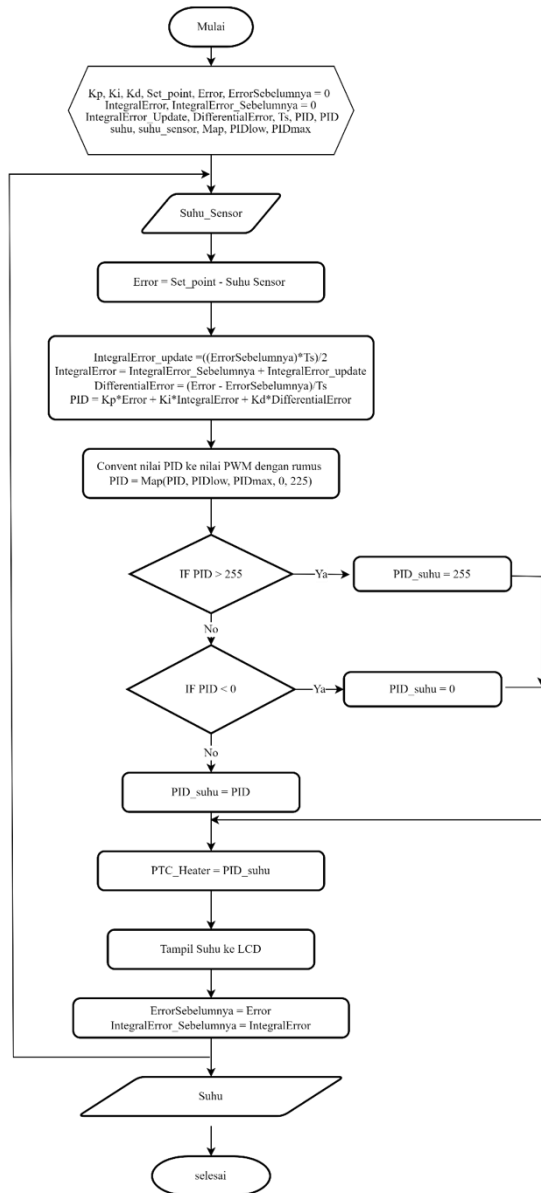 Mulai
Kp, Ki, Kd, Set_point, Error, ErrorSebelumnya = 0
IntegralError, IntegralError_Sebelumnya = 0
IntegralError_Update, DifferentialError, Ts, PID, PID
suhu, suhu_sensor, Map, PIDlow, PIDmax
Suhu_Sensor
Error = Set_point - Suhu Sensor
IntegralError_update =((ErrorSebelumnya)*Ts)/2
IntegralError = IntegralError_Sebelumnya + IntegralError_update
DifferentialError = (Error - ErrorSebelumnya)/Ts
PID = Kp*Error + Ki*IntegralError + Kd*DifferentialError
Convent nilai PID ke nilai PWM dengan rumus
PID = Map(PID, PIDlow, PIDmax, 0, 225)
IF PID > 255
Ya
PID_suhu = 255
No
IF PID < 0
Ya
PID_suhu = 0
No
PID_suhu = PID
PTC_Heater = PID_suhu
Tampil Suhu ke LCD
ErrorSebelumnya = Error
IntegralError_Sebelumnya = IntegralError
Suhu
selesai